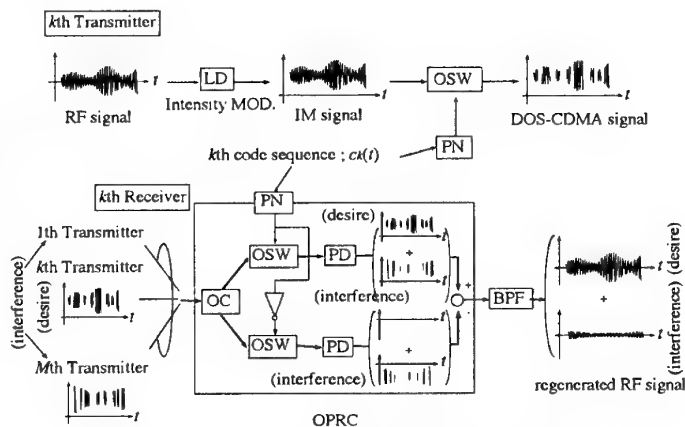 kth Transmitter
t
LD
t
OSW
t
RF signal
Intensity MOD.
IM signal
DOS-CDMA signal
PN
kth code sequence ; ck(t)
kth Receiver
PN
1th Transmitter
(desire)
t
OSW
PD
+
t
kth Transmitter
(interference)
(desire)
t
(interference)
OC
t
+
-
BPF
t
(desire)
+
t
(interference)
OSW
PD
+
t
(interference)
Mth Transmitter
t
regenerated RF signal
OPRC